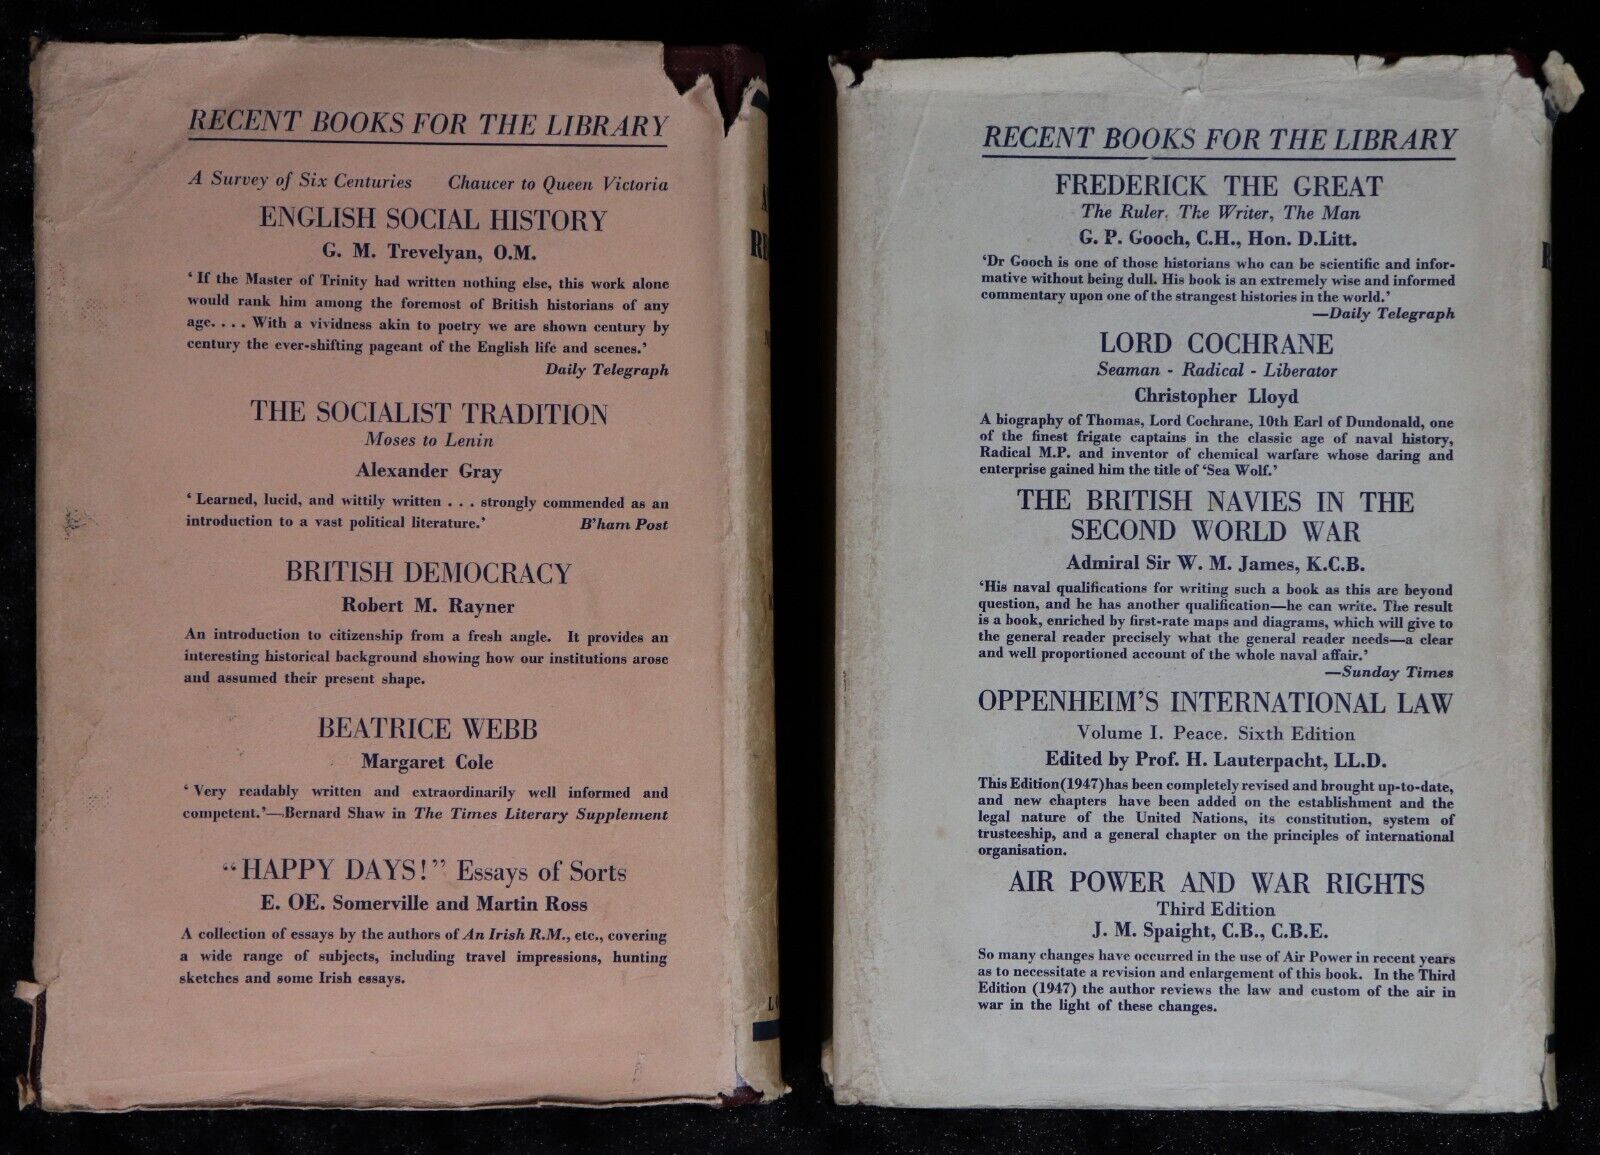 RECENT BOOKS FOR THE LIBRARY
A Survey of Six Centuries Chaucer to Queen Victoria
ENGLISH SOCIAL HISTORY
G. M. Trevelyan, O.M.
‘ If the Master of Trinity had written nothing else, this work alone
would rank him among the foremost of British historians of any
age. . . . With a vividness akin to poetry we are shown century by
century the ever-shifting pageant of the English life and scenes.’
Daily Telegraph
THE SOCIALIST TRADITION
Moses to Lenin
Alexander Gray
‘ Learned, lucid, and wittily written . . . strongly commended as an
introduction to a vast political literature.’ B’ham Post
BRITISH DEMOCRACY
Robert M. Rayner
An introduction to citizenship from a fresh angle. It provides an
interesting historical background showing how our institutions arose
and assumed their present shape.
BEATRICE WEBB
Margaret Cole
‘ Very readably written and extraordinarily well informed and
competent.’—Bernard Shaw in The Times Literary Supplement
“HAPPY DAYS!” Essays of Sorts
E. OE. Somerville and Martin Ross
A collection of essays by the authors of An Irish R.M., etc., covering
a wide range of subjects, including travel impressions, hunting
sketches and some Irish essays.
RECENT BOOKS FOR THE LIBRARY
FREDERICK THE GREAT
The Ruler, The Writer, The Man
G. P. Gooch, C.H., Hon. D.Litt.
‘Dr Gooch is one of those historians who can be scientific and infor-
mative without being dull. His book is an extremely wise and informed
commentary upon one of the strangest histories in the world.’
—Daily Telegraph
LORD COCHRANE
Seaman - Radical - Liberator
Christopher Lloyd
A biography of Thomas, Lord Cochrane, 10th Earl of Dundonald, one
of the finest frigate captains in the classic age of naval history,
Radical M.P. and inventor of chemical warfare whose daring and
enterprise gained him the title of ‘Sea Wolf.’
THE BRITISH NAVIES IN THE
SECOND WORLD WAR
Admiral Sir W. M. James, K.C.B.
‘His naval qualifications for writing such a book as this are beyond
question, and he has another qualification—he can write. The result
is a book, enriched by first-rate maps and diagrams, which will give to
the general reader precisely what the general reader needs—a clear
and well proportioned account of the whole naval affair.’
—Sunday Times
OPPENHEIM’S INTERNATIONAL LAW
Volume I. Peace. Sixth Edition
Edited by Prof. H. Lauterpacht, LL.D.
This Edition(1947)has been completely revised and brought up-to-date,
and new chapters have been added on the establishment and the
legal nature of the United Nations, its constitution, system of
trusteeship, and a general chapter on the principles of international
organisation.
AIR POWER AND WAR RIGHTS
Third Edition
J. M. Spaight, C.B., C.B.E.
So many changes have occurred in the use of Air Power in recent years
as to necessitate a revision and enlargement of this book. In the Third
Edition (1947) the author reviews the law and custom of the air in
war in the light of these changes.